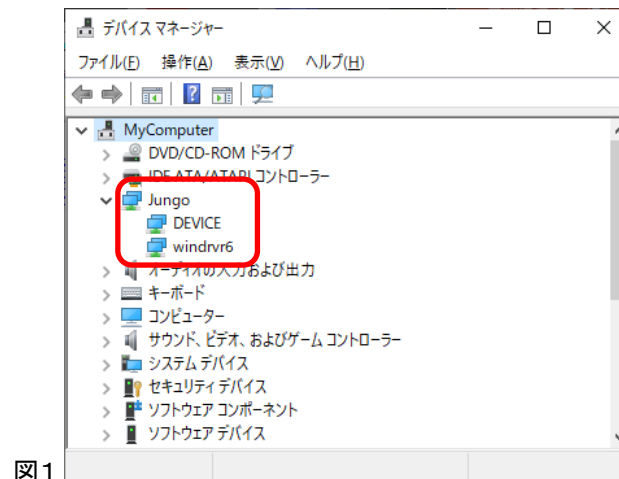 デバイス マネージャー
ファイル(F) 操作(A) 表示(V) ヘルプ(H)
MyComputer
DVD/CD-ROM ドライブ
IDE ATA/ATAPI コントローラー
Jungo
DEVICE
windrvr6
オーディオの入力および出力
キーボード
コンピューター
サウンド、ビデオ、およびゲーム コントローラー
システム デバイス
セキュリティ デバイス
ソフトウェア コンポーネント
ソフトウェア デバイス
図1